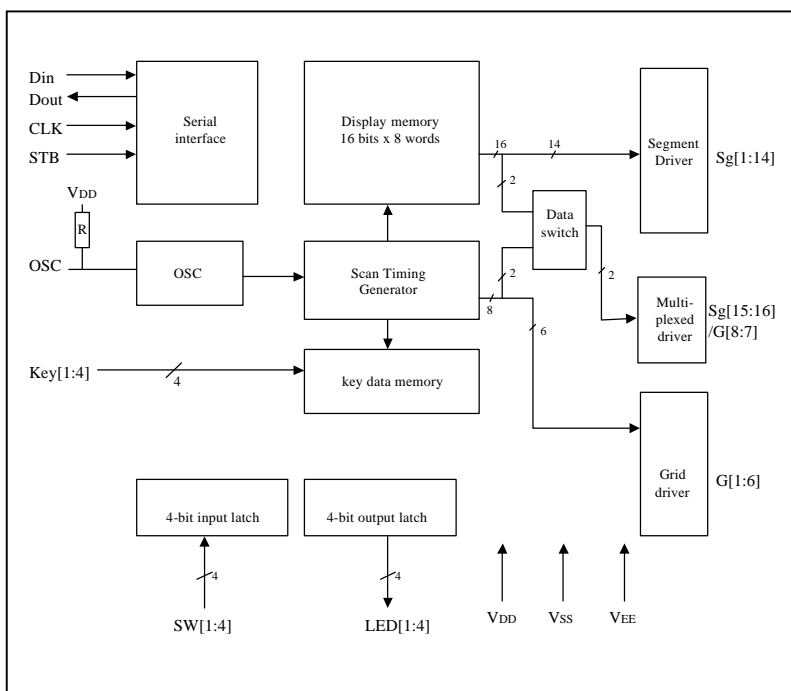 Din
Dout
CLK
STB
Serial
interface
Display memory
16 bits x 8 words
16
14
2
Segment
Driver
Sg[1:14]
VDD
R
OSC
OSC
Scan Timing
Generator
Data
switch
2
8
2
6
Multi-
plexed
driver
Sg[15:16]
/G[8:7]
Key[1:4]
4
key data memory
Grid
driver
G[1:6]
4-bit input latch
4-bit output latch
4
4
SW[1:4]
LED[1:4]
VDD
VSS
VEE